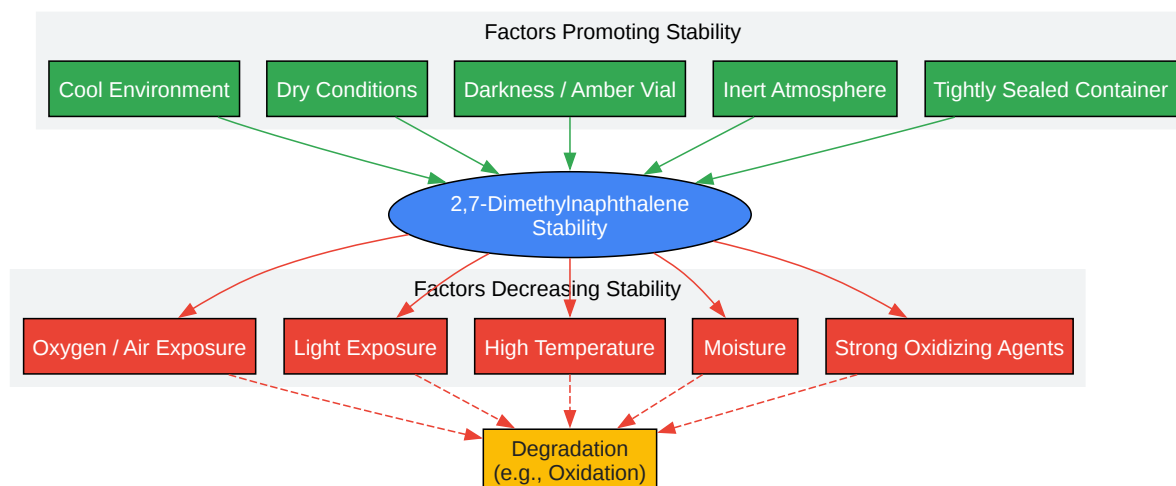 Factors Promoting Stability
Cool Environment
Dry Conditions
Darkness / Amber Vial
Inert Atmosphere
Tightly Sealed Container
2,7-Dimethylnaphthalene
Stability
Factors Decreasing Stability
Oxygen / Air Exposure
Light Exposure
High Temperature
Moisture
Strong Oxidizing Agents
Degradation
(e.g., Oxidation)